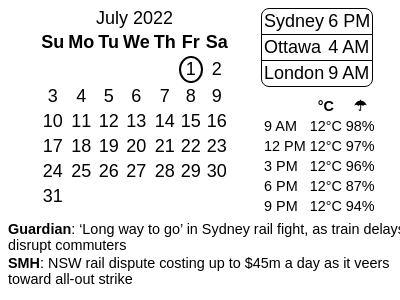 July 2022
Su Mo Tu We Th Fr Sa
1 2
3 4 5 6 7 8 9
10 11 12 13 14 15 16
17 18 19 20 21 22 23
24 25 26 27 28 29 30
31
Sydney 6 PM
Ottawa 4 AM
London 9 AM
°C ☂
9 AM 12°C 98%
12 PM 12°C 97%
3 PM 12°C 96%
6 PM 12°C 87%
9 PM 12°C 94%
Guardian: ‘Long way to go’ in Sydney rail fight, as train delays
disrupt commuters
SMH: NSW rail dispute costing up to $45m a day as it veers
toward all-out strike